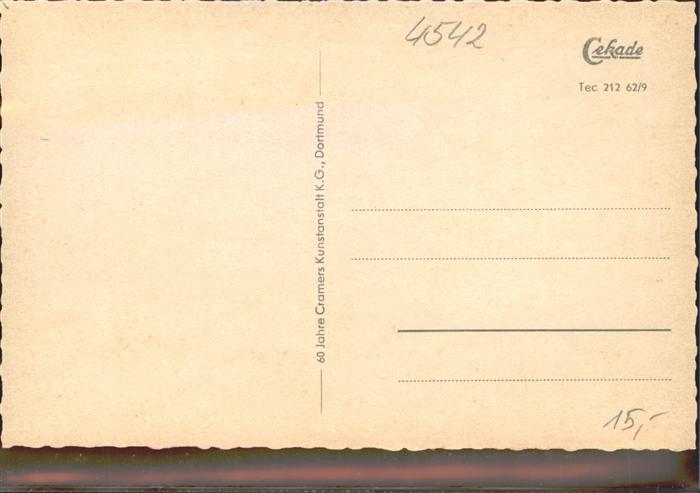 4542
Cekade
Tec 212 62/9
60 Jahre Cramers Kunstanstalt K.G., Dortmund
15,-